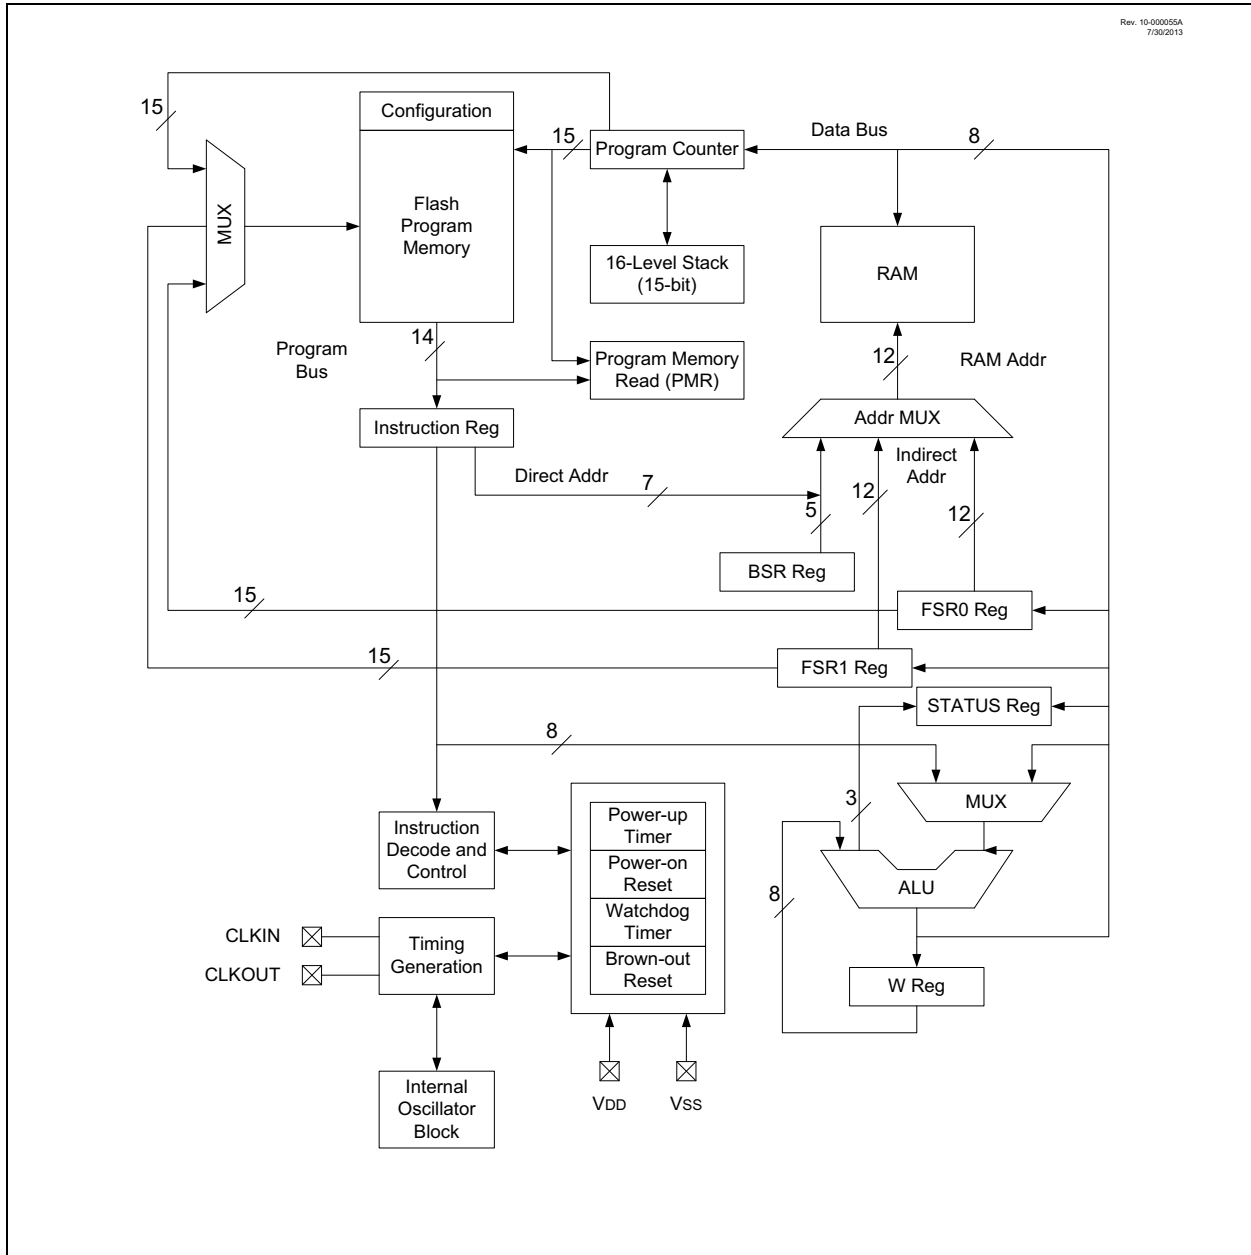 Rev. 10-000055A
7/30/2013
15
Configuration
15
Program Counter
Data Bus
8
MUX
Flash
Program
Memory
16-Level Stack
(15-bit)
RAM
14
Program
Bus
Program Memory
Read (PMR)
12
RAM Addr
Instruction Reg
Addr MUX
Direct Addr
7
Indirect
Addr
12
5
12
BSR Reg
15
FSR0 Reg
15
FSR1 Reg
STATUS Reg
8
3
MUX
Power-up
Timer
Instruction
Decode and
Control
Power-on
Reset
ALU
8
Watchdog
Timer
CLKIN
Timing
Generation
CLKOUT
Brown-out
Reset
W Reg
Internal
Oscillator
Block
VDD
VSS